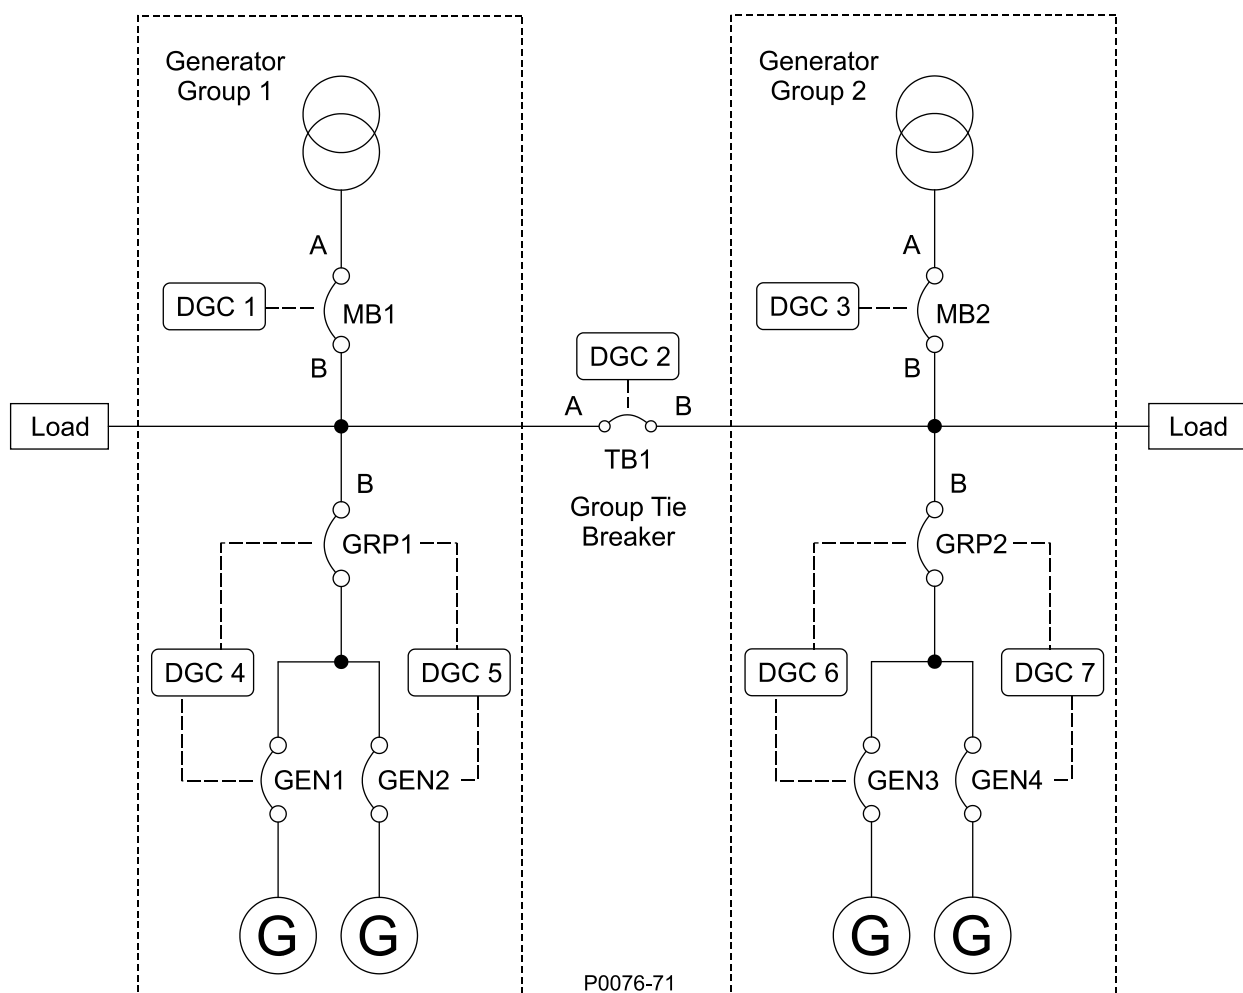 Generator
Group 1
Generator
Group 2
A
A
DGC 1
MB1
DGC 3
MB2
B
B
DGC 2
A
B
Load
Load
TB1
Group Tie
Breaker
B
B
GRP1
GRP2
DGC 4
DGC 5
DGC 6
DGC 7
GEN1
GEN2
GEN3
GEN4
G
G
G
G
P0076-71